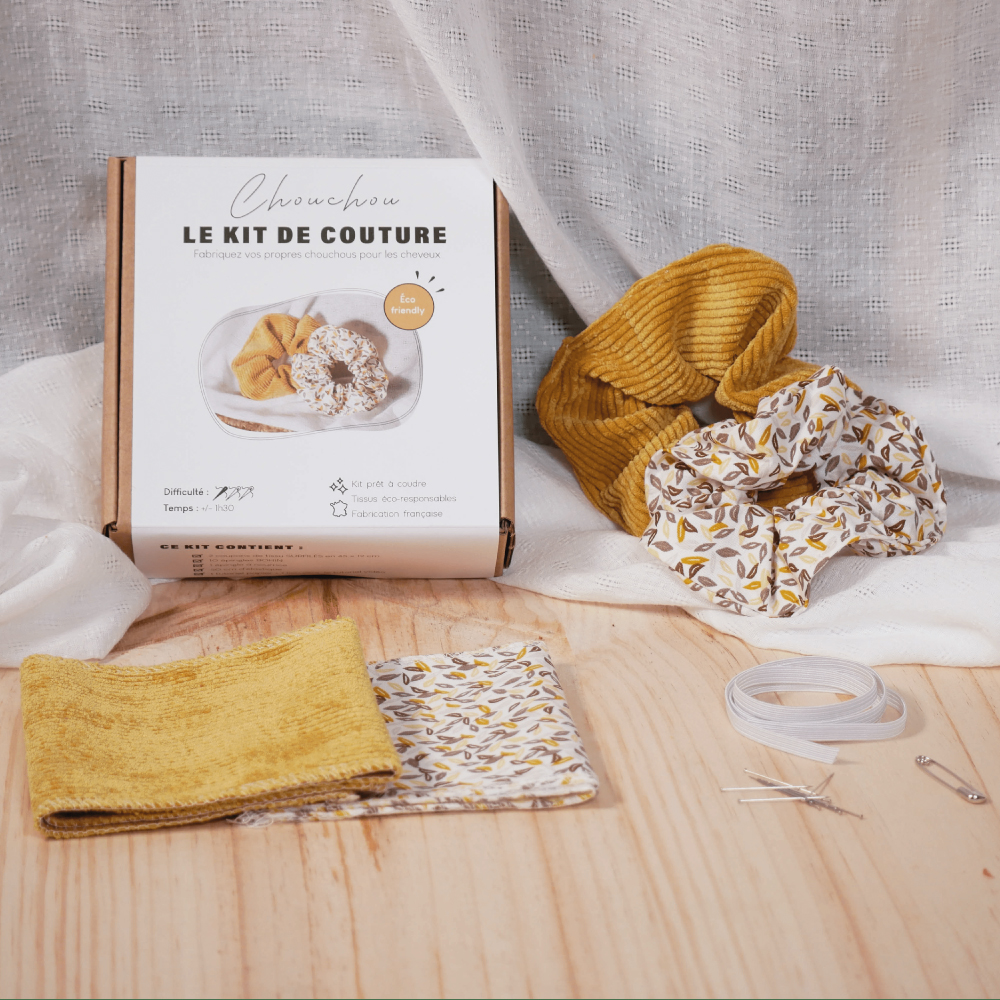 Chouchou
LE KIT DE COUTURE
Fabriquez vos propres chouchous pour les cheveux
Éco
friendly
Difficulté :
Temps : +/- 1h30
Kit prêt à coudre
Tissus éco-responsables
Fabrication française
CE KIT CONTIENT :